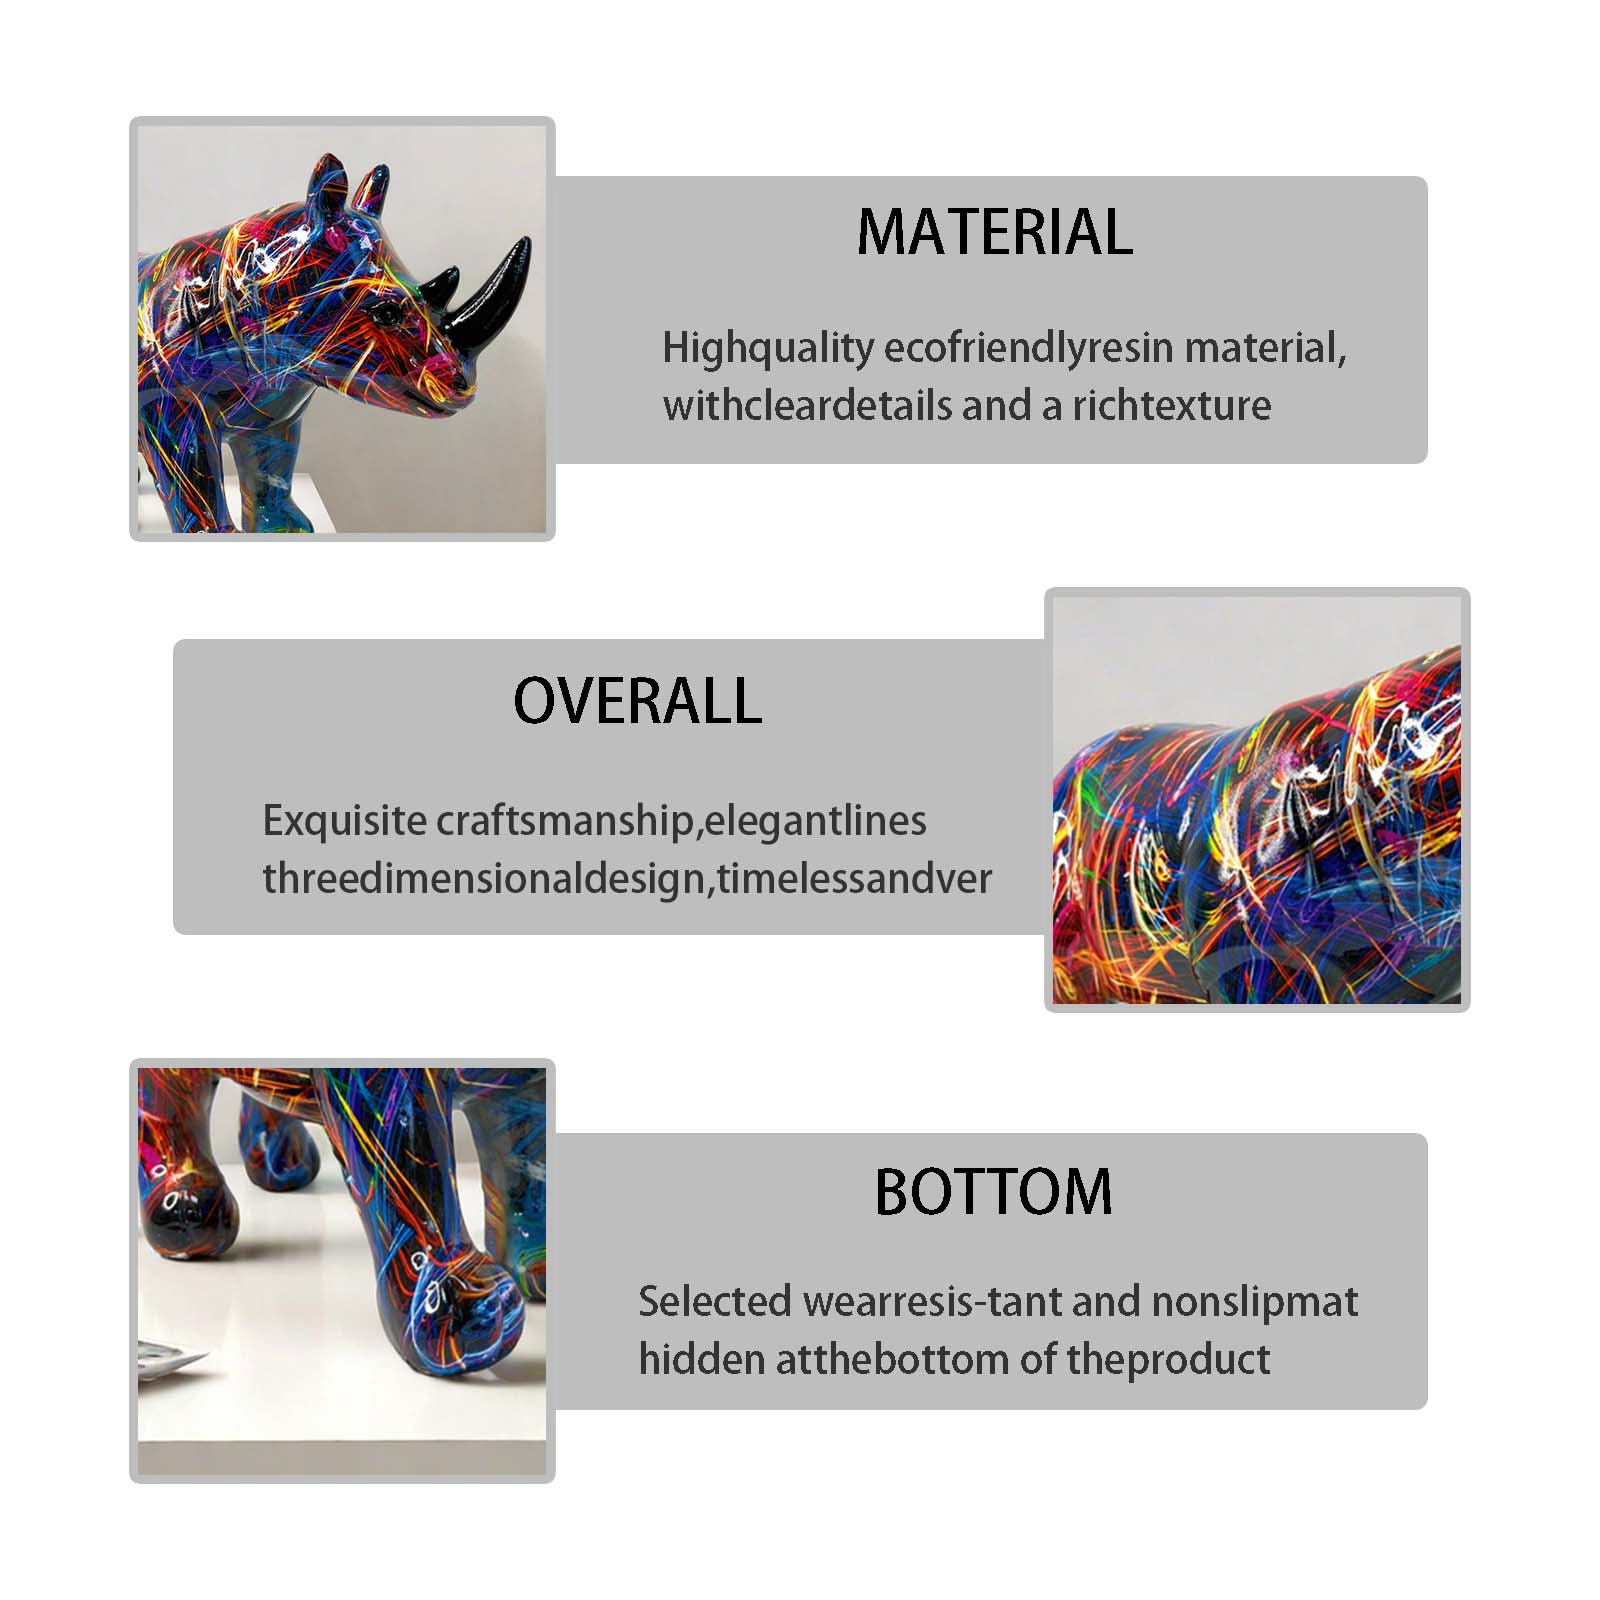 MATERIAL
Highquality ecofriendlyresin material,
withcleardetails and a richtexture
OVERALL
Exquisite craftsmanship,elegantlines
threedimensionaldesign,timelessandver
BOTTOM
Selected wearresis-tant and nonslipmat
hidden atthebottom of theproduct